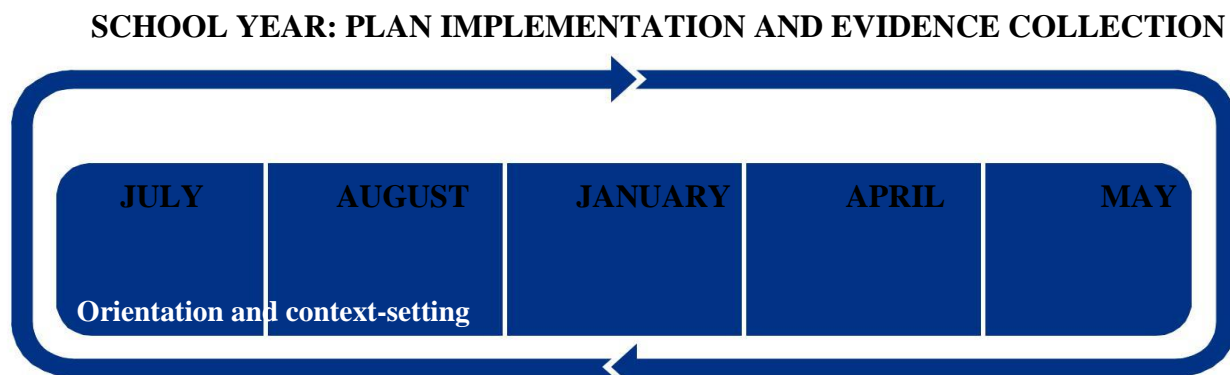 SCHOOL YEAR: PLAN IMPLEMENTATION AND EVIDENCE COLLECTION
JULY AUGUST JANUARY APRIL MAY
Orientation and context-setting